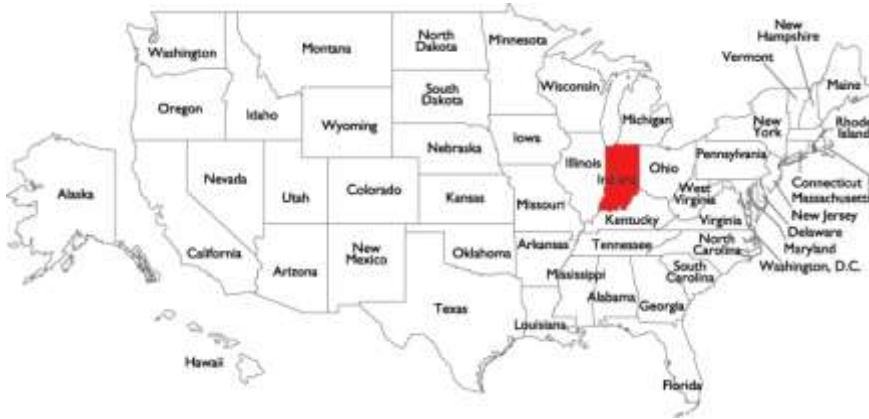 Washington
Montana
North
Dakota
Minnesota
New
Hampshire
Vermont
Maine
Oregon
Idaho
South
Dakota
Wisconsin
Michigan
New
York
Rhode
Island
Wyoming
Iowa
Nebraska
Illinois
Indiana
Ohio
Pennsylvania
Alaska
Nevada
Utah
Colorado
Kansas
Missouri
West
Virginia
Kentucky
Virginia
Connecticut
Massachusetts
New Jersey
Delaware
Maryland
Washington, D.C.
California
Arizona
New
Mexico
Oklahoma
Arkansas
Tennessee
North
Carolina
South
Carolina
Mississippi
Alabama
Georgia
Texas
Louisiana
Hawaii
Florida